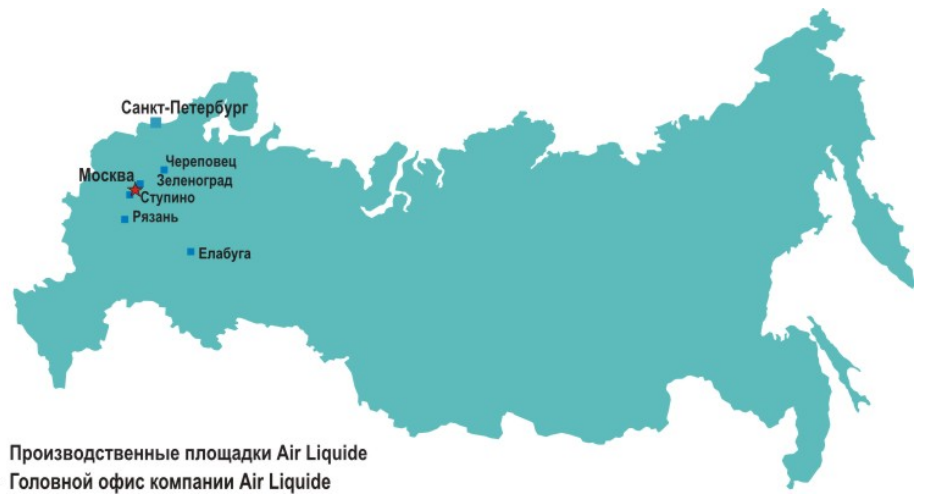 Санкт-Петербург
Череповец
Москва
Зеленоград
Ступино
Рязань
Елабуга
Производственные площадки Air Liquide
Головной офис компании Air Liquide